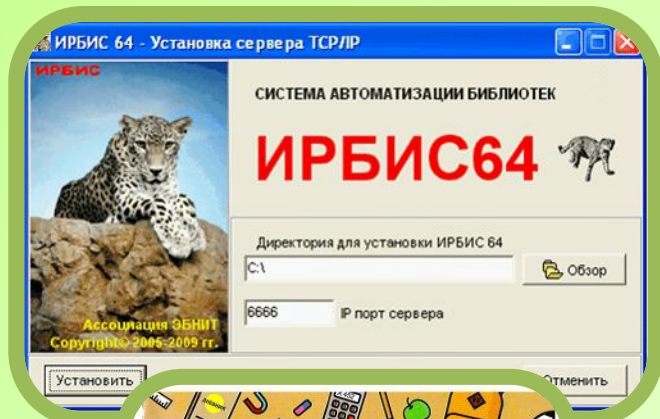 ИРБИС 64 - Установка сервера TCP/IP
ИРБИС
СИСТЕМА АВТОМАТИЗАЦИИ БИБЛИОТЕК
ИРБИС64
Директория для установки ИРБИС 64
C:\
Обзор
6666
IP порт сервера
Ассоциация ЭБНИТ
Copyright© 2005-2009 гг.
Установить
Отменить